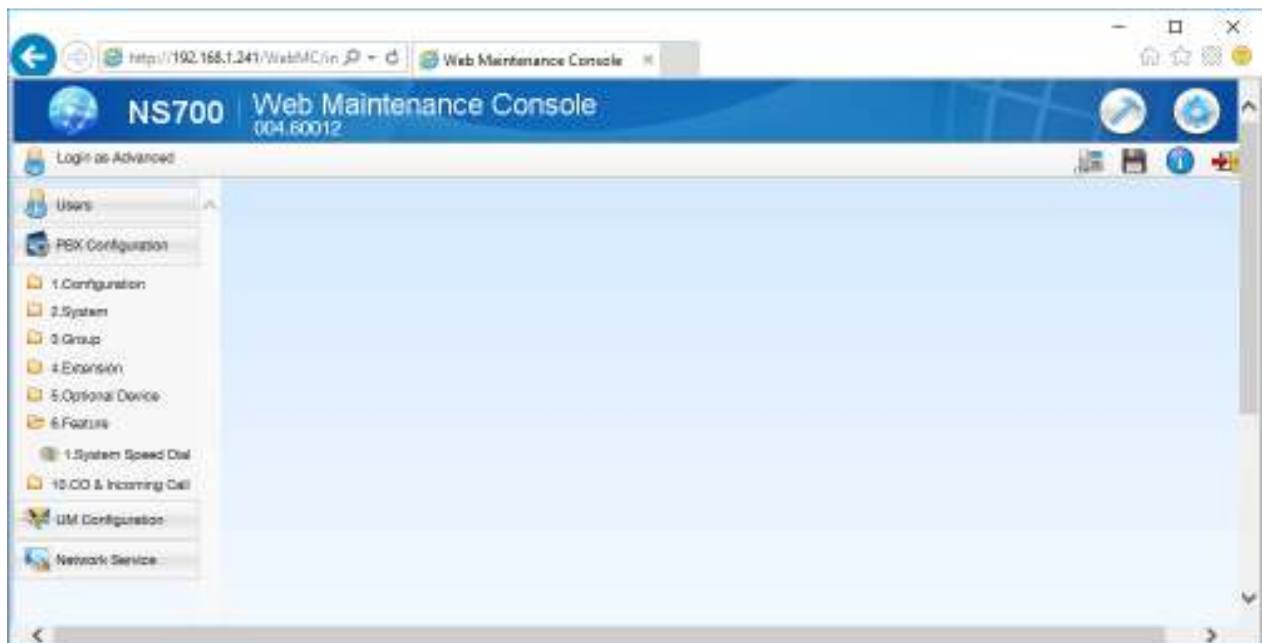 http://192.168.1.241/WebMC/in
Web Maintenance Console
NS700
Web Maintenance Console
004.60012
Login as Advanced
Users
PBX Configuration
1.Configuration
2.System
3.Group
4.Extension
5.Optional Device
6.Feature
1.System Speed Dial
10.CO & Incoming Call
UM Configuration
Network Service